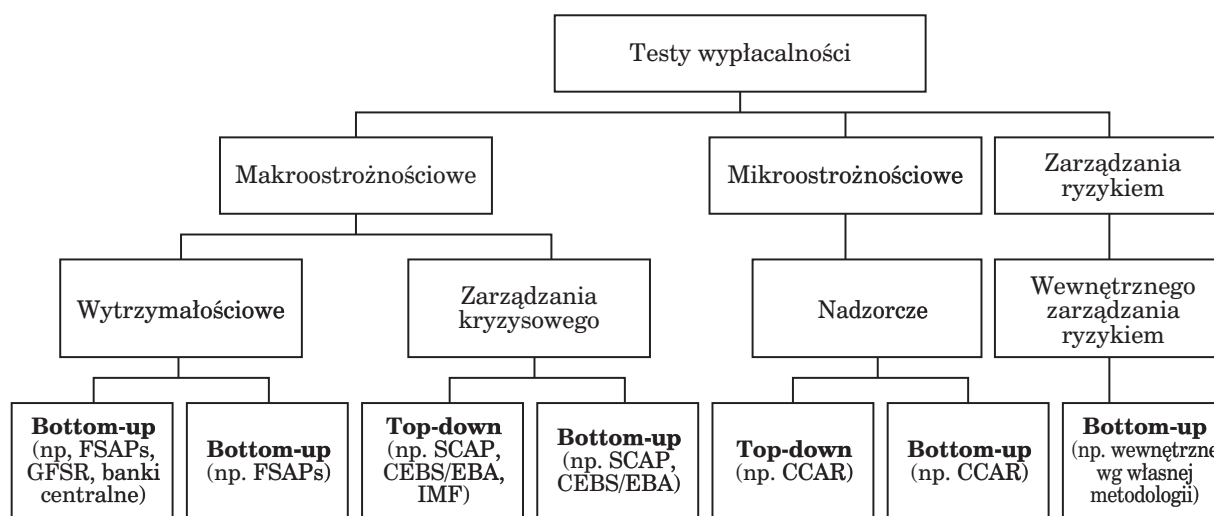 Testy wypłacalności
Makroostrożnościowe
Mikroostrożnościowe
Zarządzania
ryzykiem
Wytrzymałościowe
Zarządzania
kryzysowego
Nadzorcze
Wewnętrznego
zarządzania
ryzykiem
Bottom-up
(np, FSAPs,
GFSR, banki
centralne)
Bottom-up
(np. FSAPs)
Top-down
(np. SCAP,
CEBS/EBA,
IMF)
Bottom-up
(np. SCAP,
CEBS/EBA)
Top-down
(np. CCAR)
Bottom-up
(np. CCAR)
Bottom-up
(np. wewnętrzne
wg własnej
metodologii)